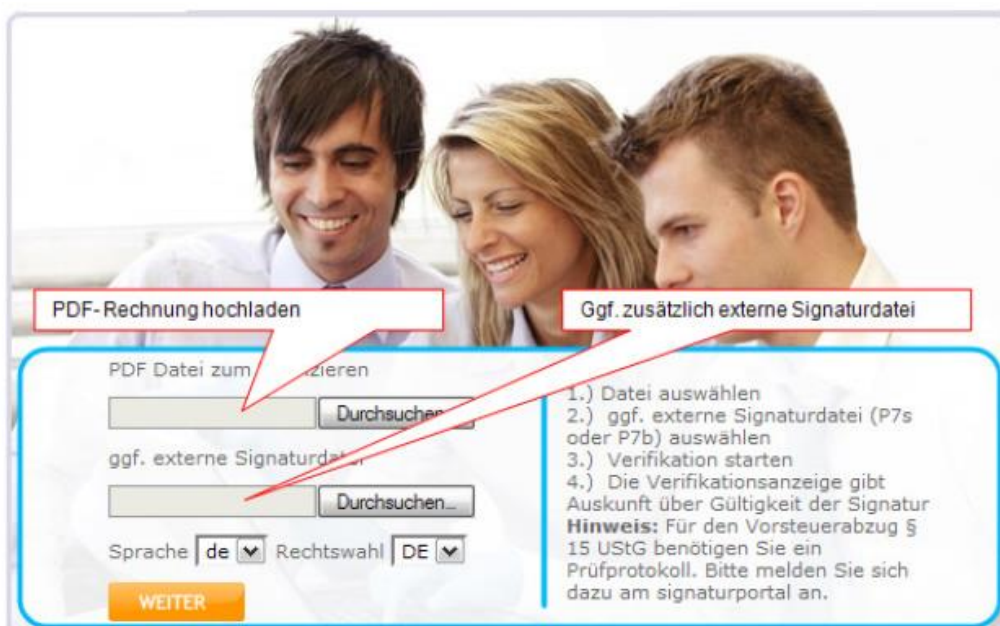 PDF-Rechnung hochladen
Ggf. zusätzlich externe Signaturdatei
PDF Datei zum
zieren
Durchsuchen...
ggf. externe Signaturdatei
Durchsuchen...
Sprache de Rechtswahl DE
WEITER
1.) Datei auswählen
2.) ggf. externe Signaturdatei (P7s
oder P7b) auswählen
3.) Verifikation starten
4.) Die Verifikationsanzeige gibt
Auskunft über Gültigkeit der Signatur
Hinweis: Für den Vorsteuerabzug §
15 UStG benötigen Sie ein
Prüfprotokoll. Bitte melden Sie sich
dazu am signaturportal an.